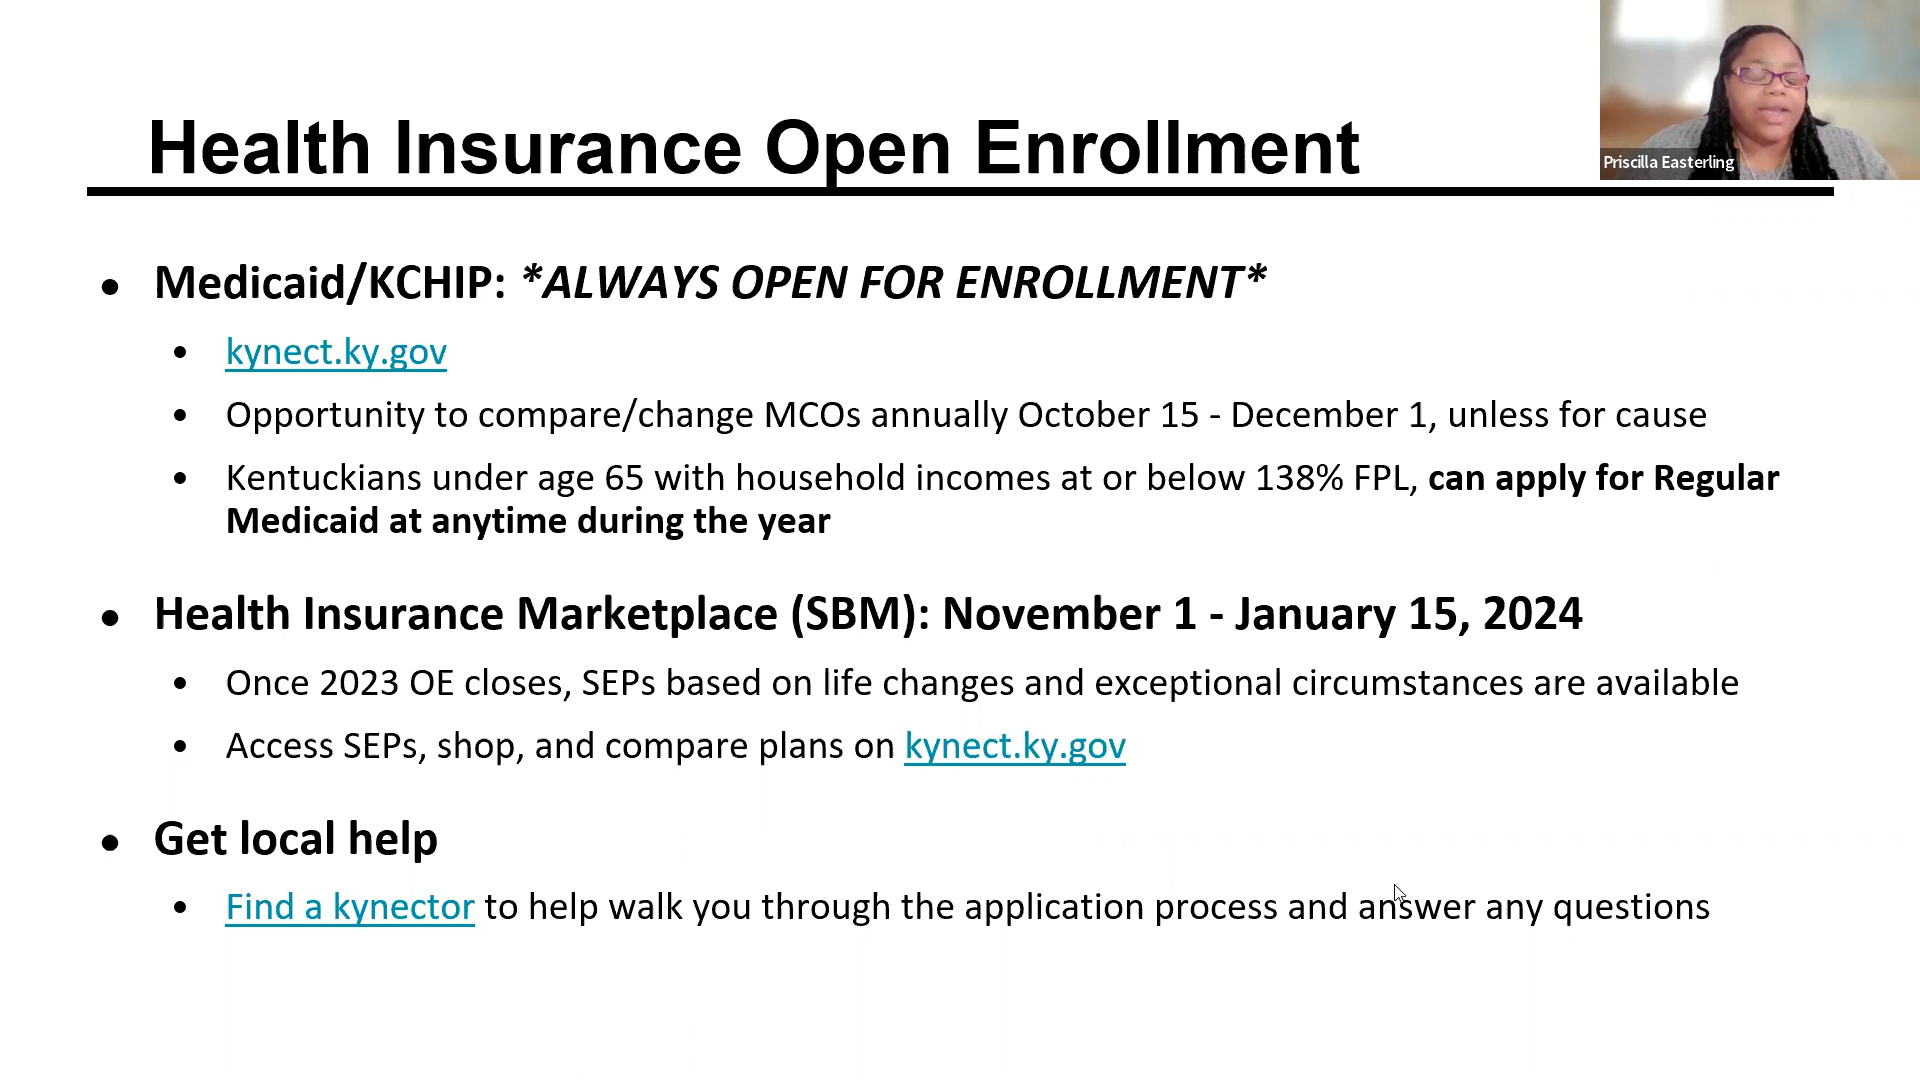 Health Insurance Open Enrollment
Priscilla Easterling
• Medicaid/KCHIP: *ALWAYS OPEN FOR ENROLLMENT*
• kynect.ky.gov
• Opportunity to compare/change MCOs annually October 15 - December 1, unless for cause
• Kentuckians under age 65 with household incomes at or below 138% FPL, can apply for Regular
Medicaid at anytime during the year
• Health Insurance Marketplace (SBM): November 1 - January 15, 2024
• Once 2023 OE closes, SEPs based on life changes and exceptional circumstances are available
• Access SEPs, shop, and compare plans on kynect.ky.gov
• Get local help
• Find a kynector to help walk you through the application process and answer any questions